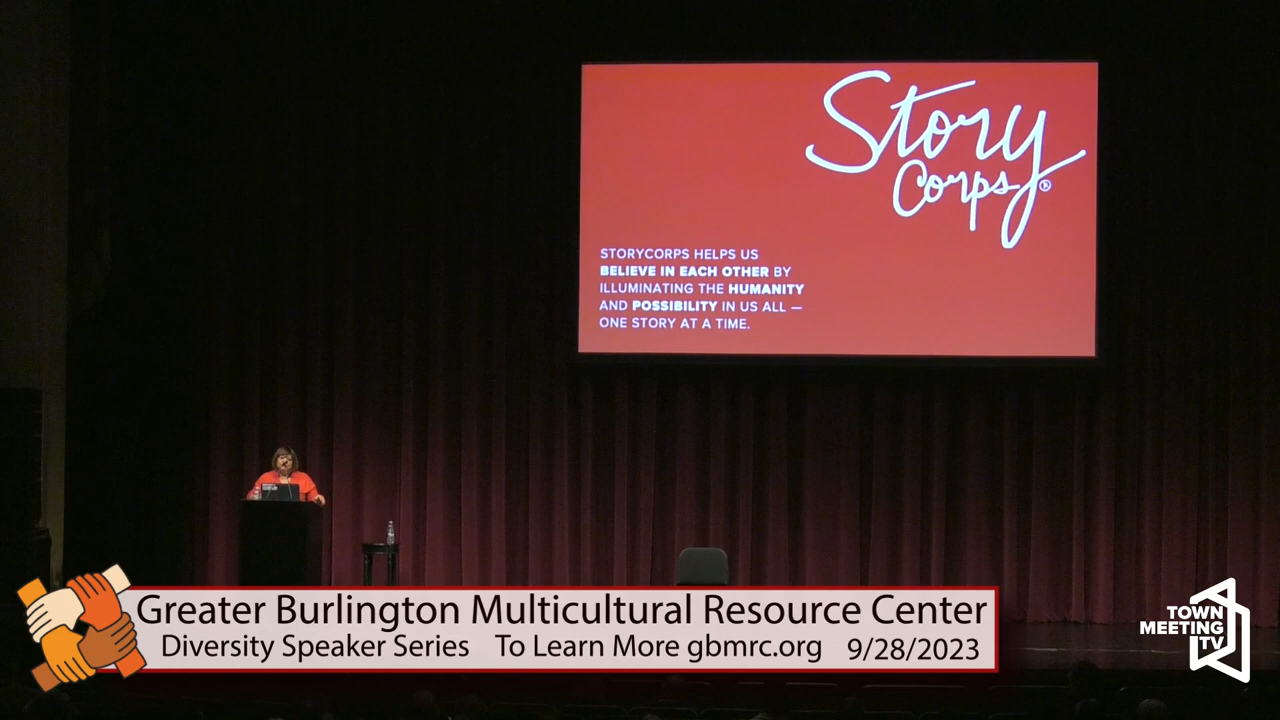 Story
Corps®
STORYCORPS HELPS US
BELIEVE IN EACH OTHER BY
ILLUMINATING THE HUMANITY
AND POSSIBILITY IN US ALL —
ONE STORY AT A TIME.
Greater Burlington Multicultural Resource Center
Diversity Speaker Series To Learn More gbmrc.org 9/28/2023
TOWN
MEETING
TV